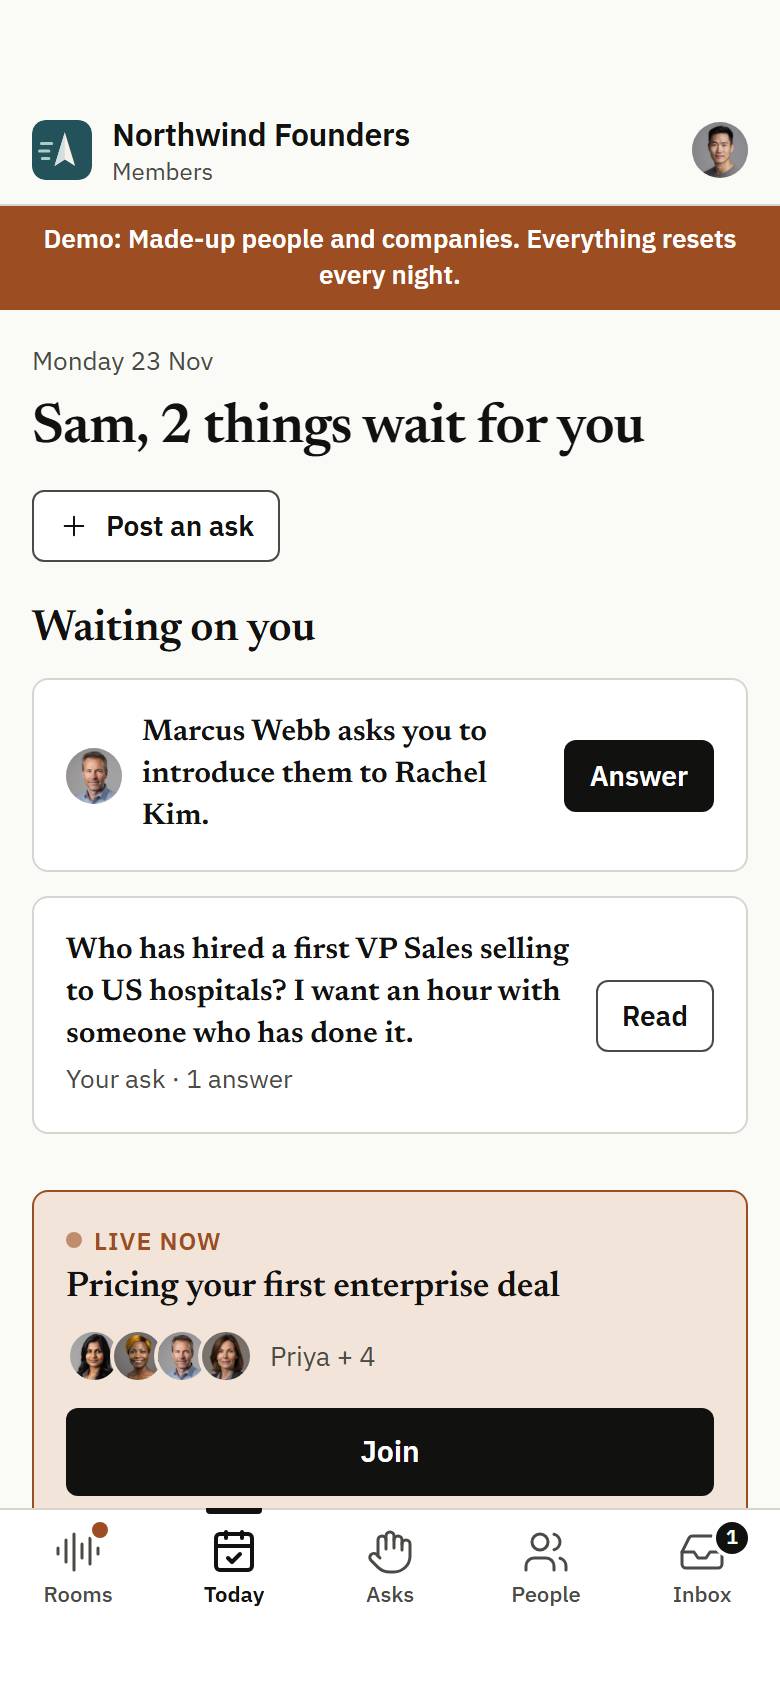 Northwind Founders
Members
Demo: Made-up people and companies. Everything resets
every night.
Monday 23 Nov
Sam, 2 things wait for you
Post an ask
Waiting on you
Marcus Webb asks you to
introduce them to Rachel
Kim.
Answer
Who has hired a first VP Sales selling
to US hospitals? I want an hour with
someone who has done it.
Your ask · 1 answer
Read
LIVE NOW
Pricing your first enterprise deal
Priya + 4
Join
Rooms
Today
Asks
People
1
Inbox